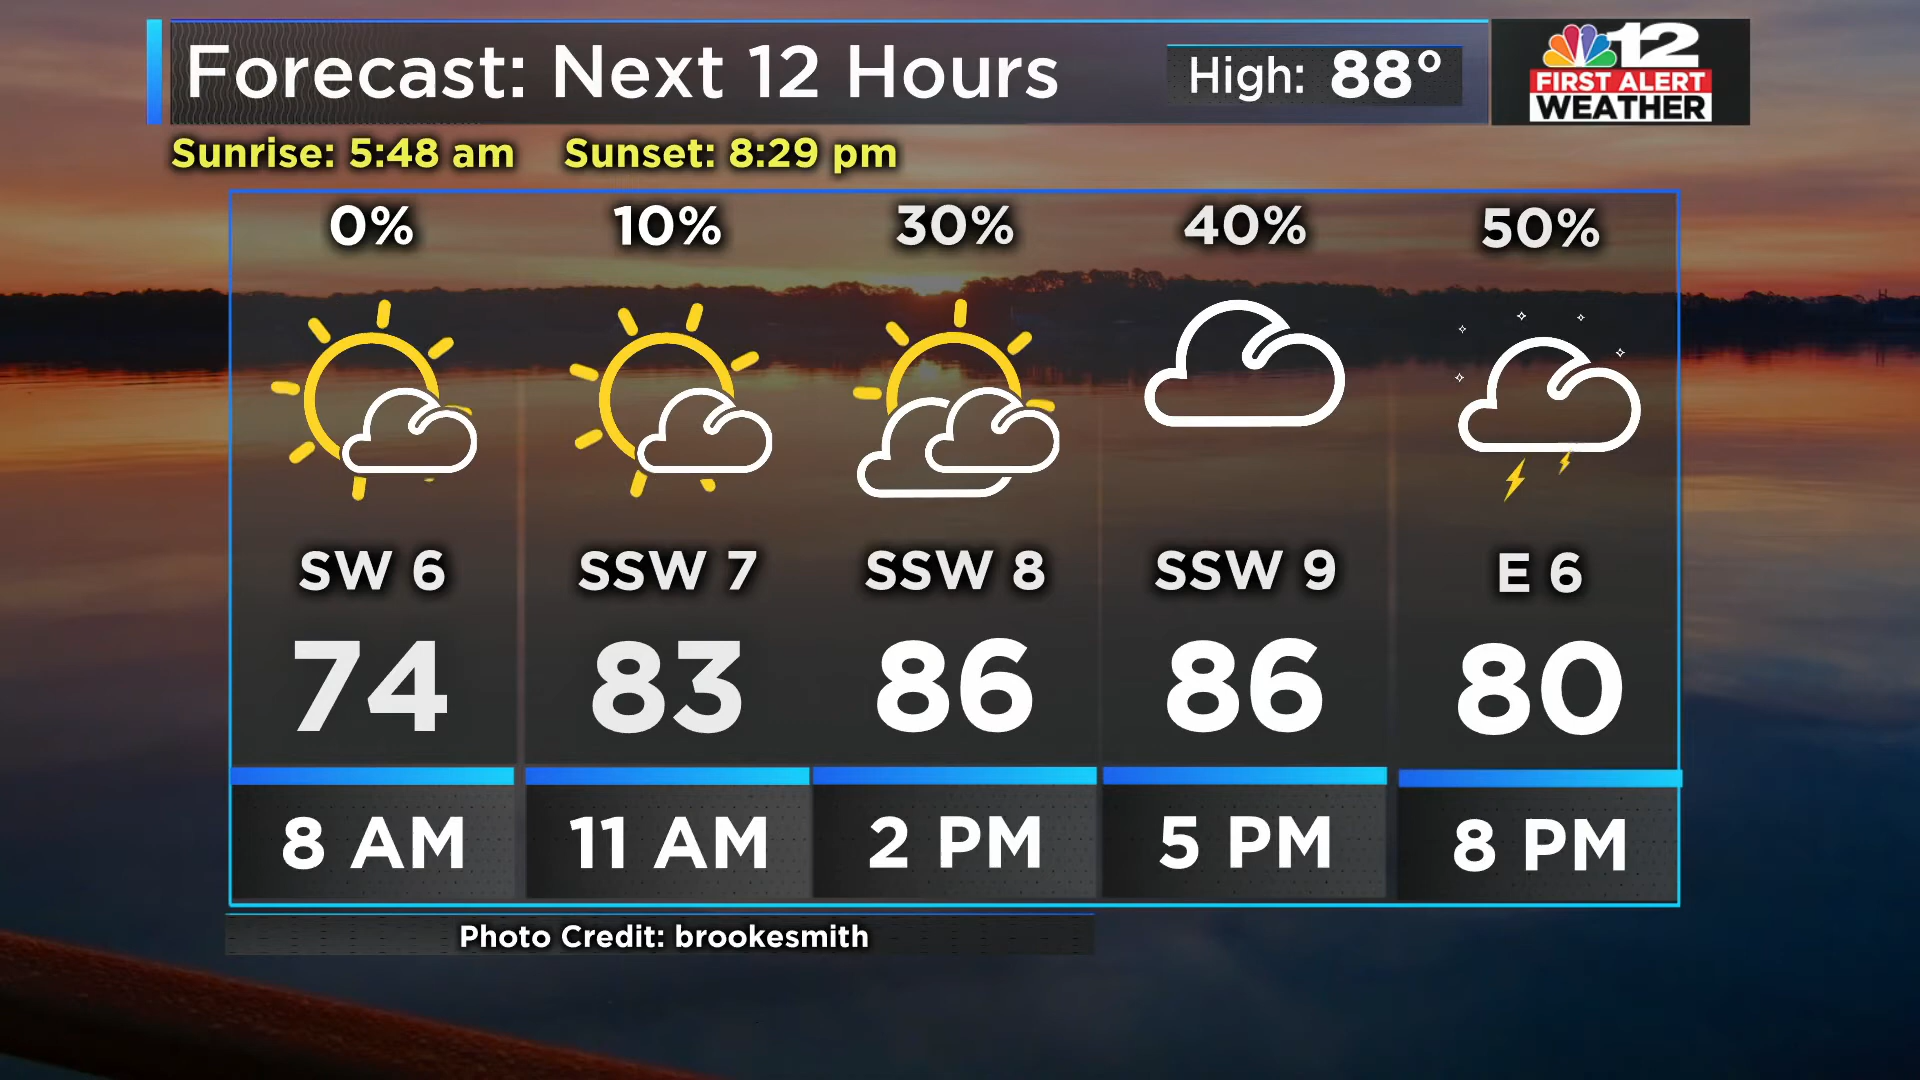 Forecast: Next 12 Hours
High: 88°
12
FIRST ALERT
WEATHER
Sunrise: 5:48 am Sunset: 8:29 pm
0% 10% 30% 40% 50%
SW 6 SSW 7 SSW 8 SSW 9 E 6
74 83 86 86 80
8 AM 11 AM 2 PM 5 PM 8 PM
Photo Credit: brookesmith